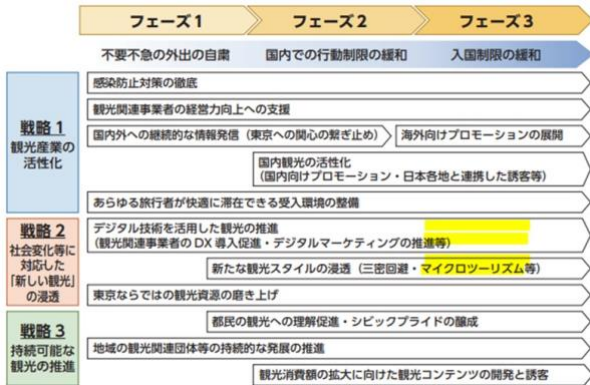 フェーズ1
フェーズ2
フェーズ3
不要不急の外出の自粛
国内での行動制限の緩和
入国制限の緩和
戦略1
観光産業の
活性化
感染防止対策の徹底
観光関連事業者の経営力向上への支援
国内外への継続的な情報発信（東京への関心の繋ぎ止め）
海外向けプロモーションの展開
国内観光の活性化
（国内向けプロモーション・日本各地と連携した誘客等）
あらゆる旅行者が快適に滞在できる受入環境の整備
戦略2
社会変化等に
対応した
「新しい観光」
の浸透
デジタル技術を活用した観光の推進
（観光関連事業者のDX導入促進・デジタルマーケティングの推進等）
新たな観光スタイルの浸透（三密回避・マイクロツーリズム等）
東京ならではの観光資源の磨き上げ
戦略3
持続可能な
観光の推進
都民の観光への理解促進・シビックプライドの醸成
地域の観光関連団体等の持続的な発展の推進
観光消費額の拡大に向けた観光コンテンツの開発と誘客